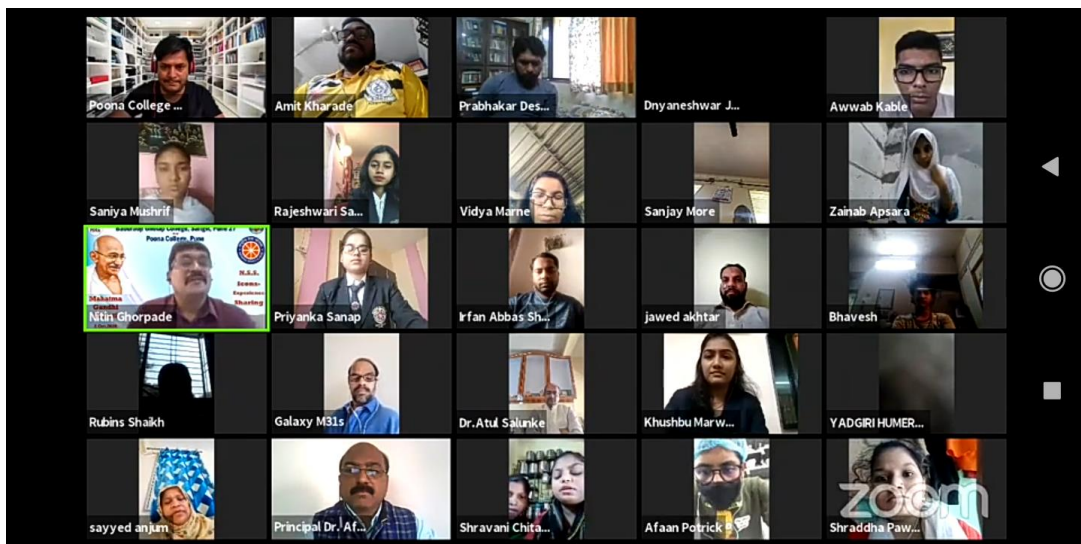 Poona College ...
Amit Kharade
Prabhakar Des...
Dnyaneshwar J...
Awwab Kable
Saniya Mushrif
Rajeshwari Sa...
Vidya Marne
Sanjay More
Zainab Apsara
Poona College, Pune
N.S.S.
Icons-
Experience
Sharing
Mahatma
Gandhi
Nitin Ghorpade
Priyanka Sanap
Irfan Abbas Sh...
jawed akhtar
Bhavesh
Rubins Shaikh
Galaxy M31s
Dr.Atul Salunke
Khushbu Marw...
YADGIRI HUMER...
sayyed anjum
Principal Dr. Af...
Shravani Chita...
Afaan Potrick
Shraddha Paw...
zoom